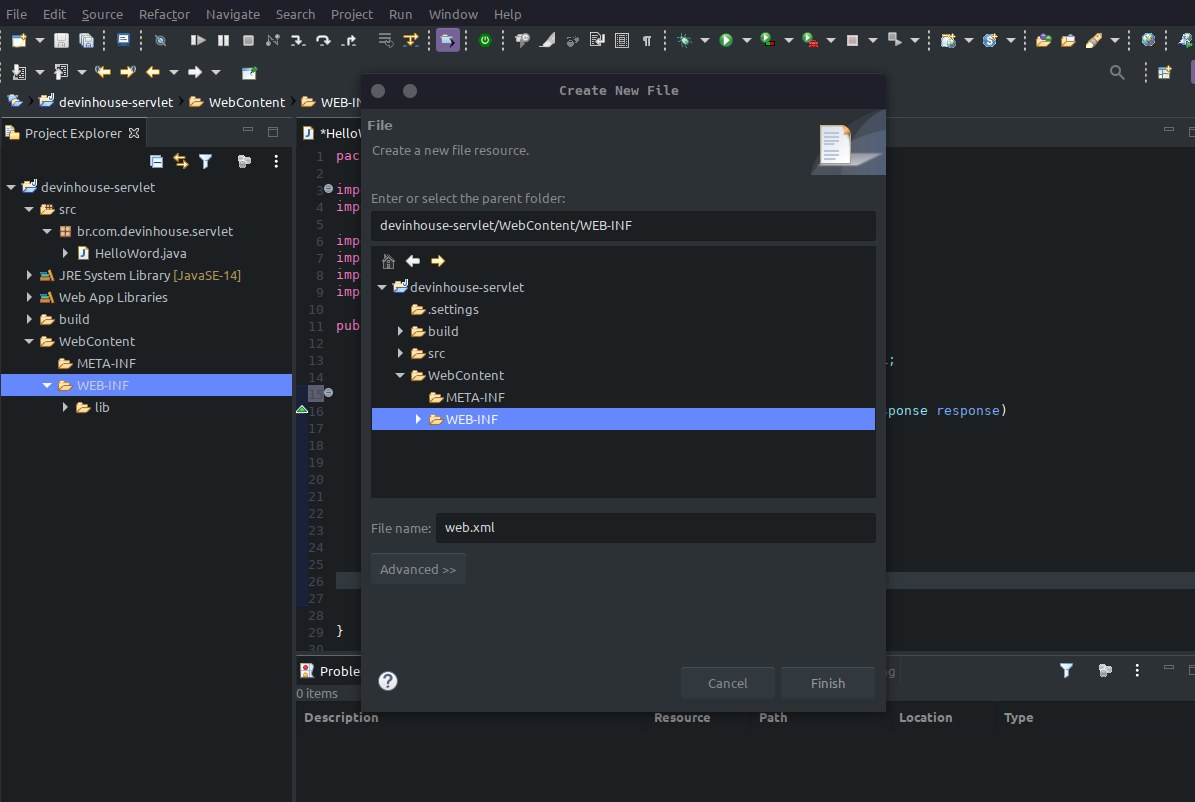 File Edit Source Refactor Navigate Search Project Run Window Help
devinhouse-servlet WebContent WEB-IN
Project Explorer
devinhouse-servlet
src
br.com.devinhouse.servlet
HelloWord.java
JRE System Library [JavaSE-14]
Web App Libraries
build
WebContent
META-INF
WEB-INF
lib
*HelloW
1 pac
2
3 imp
4 imp
5
6 imp
7 imp
8 imp
9 imp
10
11 pub
12
13 ;
14
15
16 sponse response)
17
18
19
20
21
22
23
24
25
26
27
28
29 }
30
Create New File
File
Create a new file resource.
Enter or select the parent folder:
devinhouse-servlet/WebContent/WEB-INF
devinhouse-servlet
.settings
build
src
WebContent
META-INF
WEB-INF
File name: web.xml
Advanced >>
Cancel Finish
Proble
0 items
Description Resource Path Location Type